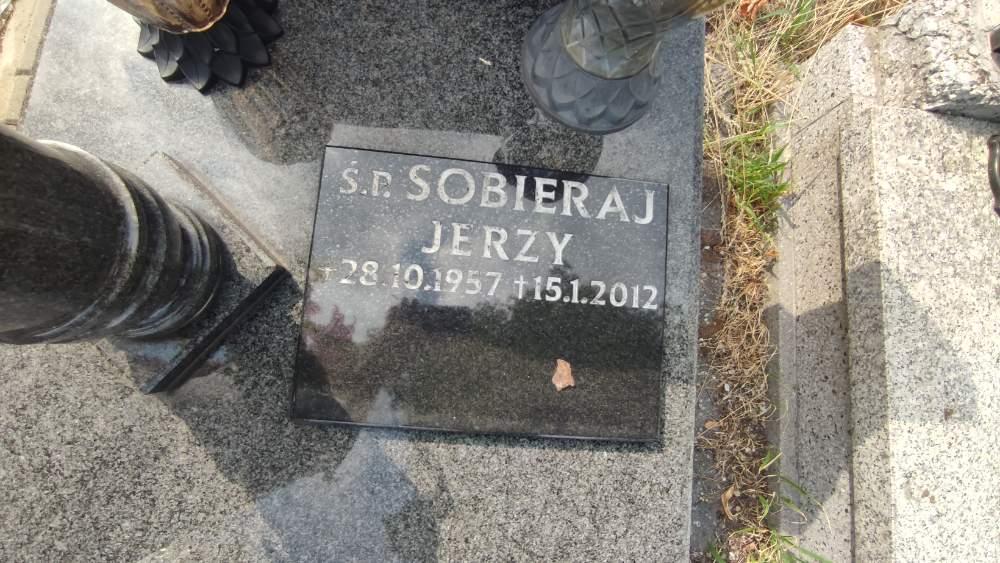 Ś.P. SOBIERAJ
JERZY
+28.10.1957 †15.1.2012